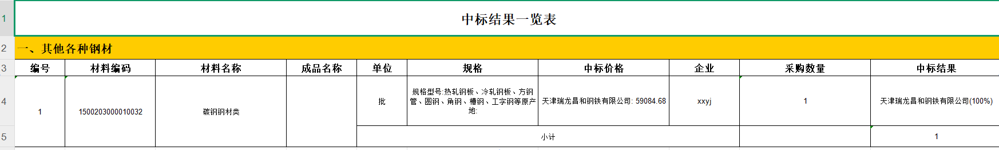 1
中标结果一览表
2
一、其他各种钢材
3
编号 材料编码 材料名称 成品名称 单位 规格 中标价格 企业 采购数量 中标结果
4
1 1500203000010032 碳钢钢材类 批
规格型号:热轧钢板、冷轧钢板、方钢
管、圆钢、角钢、槽钢、工字钢等原产
地:
天津瑞龙昌和钢铁有限公司: 59084.68 xxyj 1 天津瑞龙昌和钢铁有限公司(100%)
5
小计 1